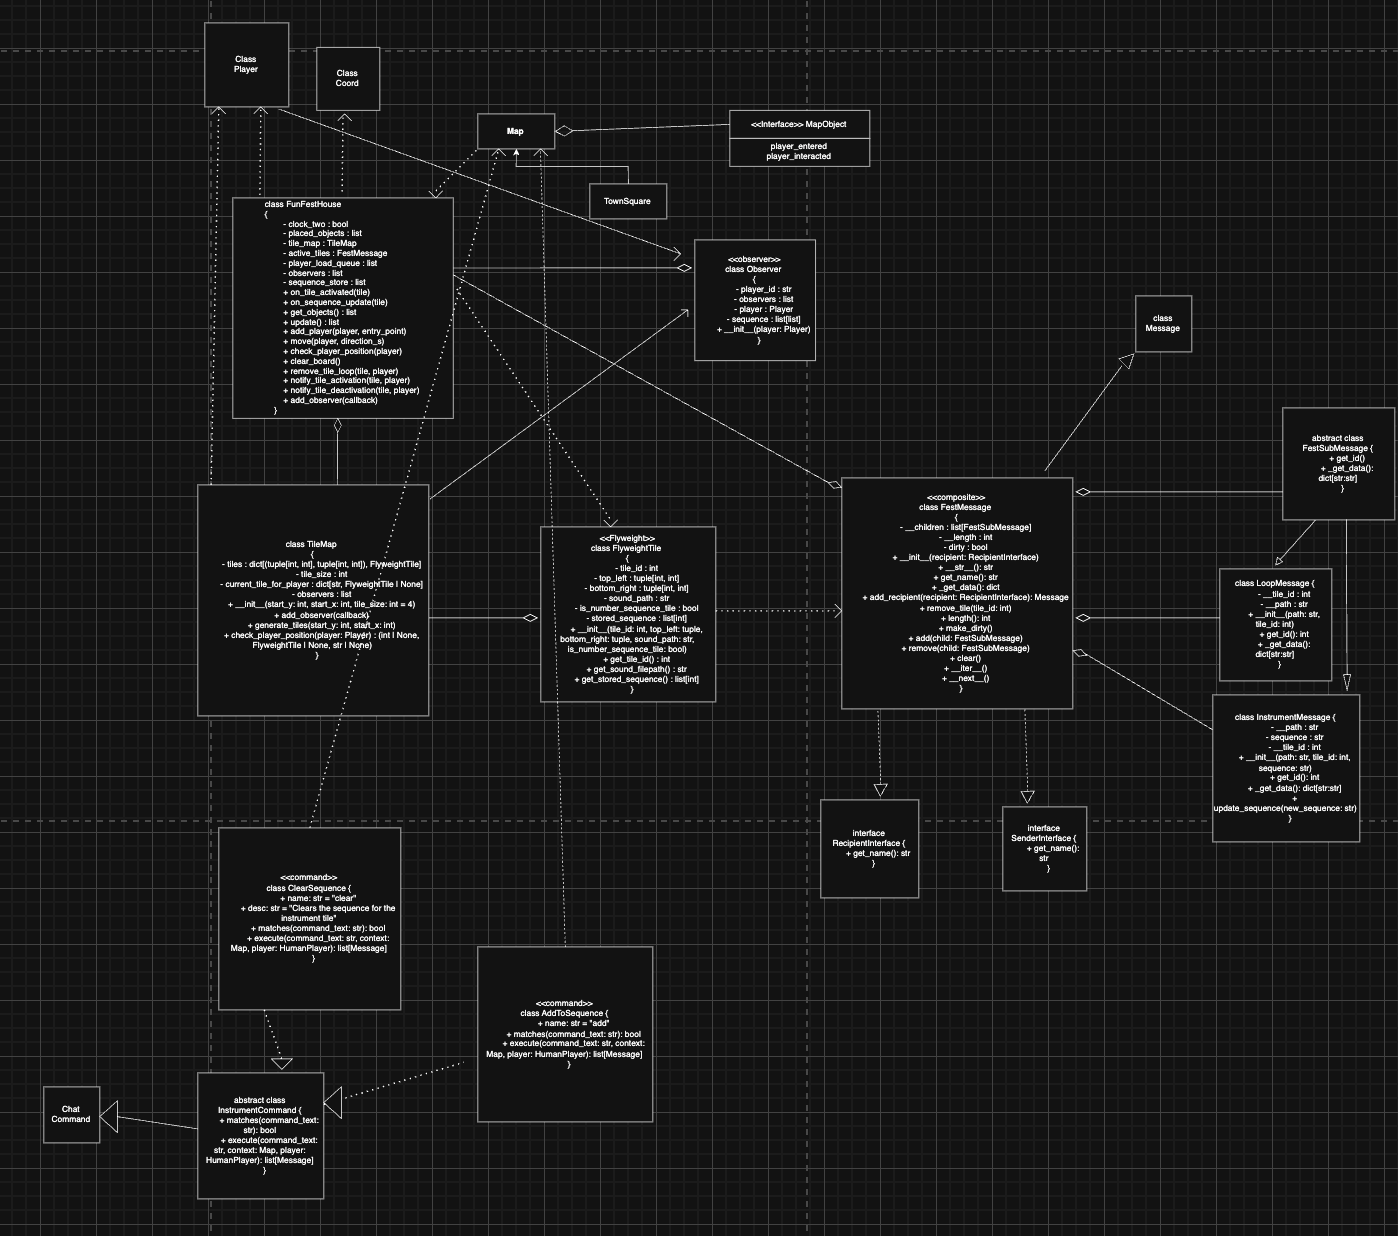 Class
Player
Class
Coord
Map
<<Interface>> MapObject
player_entered
player_interacted
TownSquare
class FunFestHouse
{
- clock_two : bool
- placed_objects : list
- tile_map : TileMap
- active_tiles : FestMessage
- player_load_queue : list
- observers : list
- sequence_store : list
+ on_tile_activated(tile)
+ on_sequence_update(tile)
+ get_objects() : list
+ update() : list
+ add_player(player, entry_point)
+ move(player, direction_s)
+ check_player_position(player)
+ clear_board()
+ remove_tile_loop(tile, player)
+ notify_tile_activation(tile, player)
+ notify_tile_deactivation(tile, player)
+ add_observer(callback)
}
<<observer>>
class Observer
{
- player_id : str
- observers : list
- player : Player
- sequence : list[list]
+ __init__(player: Player)
}
class
Message
abstract class
FestSubMessage {
+ get_id()
+ _get_data():
dict[str:str]
}
class TileMap
{
- tiles : dict[(tuple[int, int], tuple[int, int]), FlyweightTile]
- tile_size : int
- current_tile_for_player : dict[str, FlyweightTile | None]
- observers : list
+ __init__(start_y: int, start_x: int, tile_size: int = 4)
+ add_observer(callback)
+ generate_tiles(start_y: int, start_x: int)
+ check_player_position(player: Player) : (int | None,
FlyweightTile | None, str | None)
}
<<Flyweight>>
class FlyweightTile
{
- tile_id : int
- top_left : tuple[int, int]
- bottom_right : tuple[int, int]
- sound_path : str
- is_number_sequence_tile : bool
- stored_sequence : list[int]
+ __init__(tile_id: int, top_left: tuple,
bottom_right: tuple, sound_path: str,
is_number_sequence_tile: bool)
+ get_tile_id() : int
+ get_sound_filepath() : str
+ get_stored_sequence() : list[int]
}
<<composite>>
class FestMessage
{
- __children : list[FestSubMessage]
- __length : int
- dirty : bool
+ __init__(recipient: RecipientInterface)
+ __str__(): str
+ get_name(): str
+ _get_data(): dict
+ add_recipient(recipient: RecipientInterface): Message
+ remove_tile(tile_id: int)
+ length(): int
+ make_dirty()
+ add(child: FestSubMessage)
+ remove(child: FestSubMessage)
+ clear()
+ __iter__()
+ __next__()
}
class LoopMessage {
- __tile_id : int
- __path : str
+ __init__(path: str,
tile_id: int)
+ get_id(): int
+ _get_data():
dict[str:str]
}
class InstrumentMessage {
- __path : str
- sequence : str
- __tile_id : int
+ __init__(path: str, tile_id: int,
sequence: str)
+ get_id(): int
+ _get_data(): dict[str:str]
+
update_sequence(new_sequence: str)
}
interface
RecipientInterface {
+ get_name(): str
}
interface
SenderInterface {
+ get_name():
str
}
<<command>>
class ClearSequence {
+ name: str = "clear"
+ desc: str = "Clears the sequence for the
instrument tile"
+ matches(command_text: str): bool
+ execute(command_text: str, context:
Map, player: HumanPlayer): list[Message]
}
<<command>>
class AddToSequence {
+ name: str = "add"
+ matches(command_text: str): bool
+ execute(command_text: str, context:
Map, player: HumanPlayer): list[Message]
}
Chat
Command
abstract class
InstrumentCommand {
+ matches(command_text:
str): bool
+ execute(command_text:
str, context: Map, player:
HumanPlayer): list[Message]
}